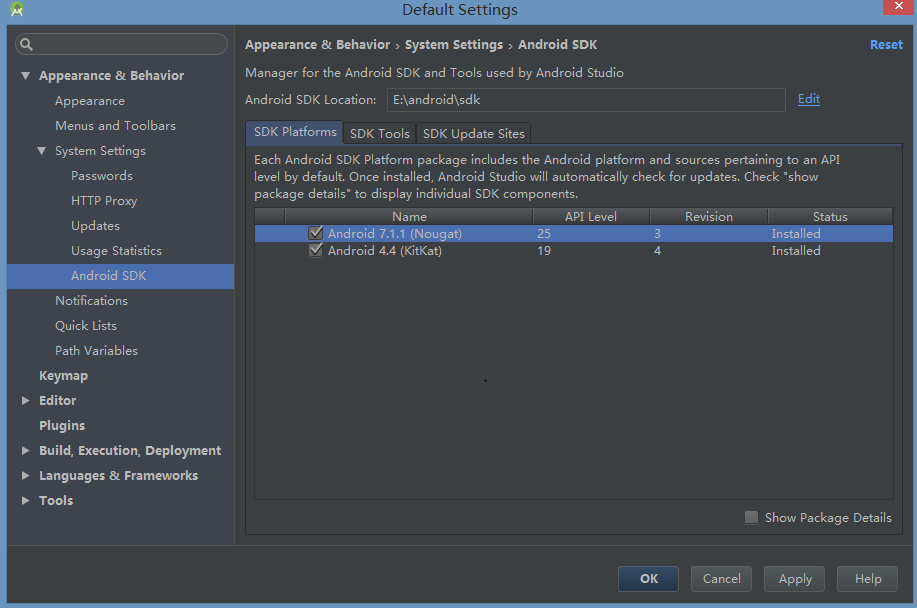 Default Settings
Appearance & Behavior
Appearance
Menus and Toolbars
System Settings
Passwords
HTTP Proxy
Updates
Usage Statistics
Android SDK
Notifications
Quick Lists
Path Variables
Keymap
Editor
Plugins
Build, Execution, Deployment
Languages & Frameworks
Tools
Appearance & Behavior › System Settings › Android SDK
Reset
Manager for the Android SDK and Tools used by Android Studio
Android SDK Location: E:\android\sdk Edit
SDK Platforms SDK Tools SDK Update Sites
Each Android SDK Platform package includes the Android platform and sources pertaining to an API
level by default. Once installed, Android Studio will automatically check for updates. Check "show
package details" to display individual SDK components.
Name API Level Revision Status
Android 7.1.1 (Nougat) 25 3 Installed
Android 4.4 (KitKat) 19 4 Installed
Show Package Details
OK Cancel Apply Help